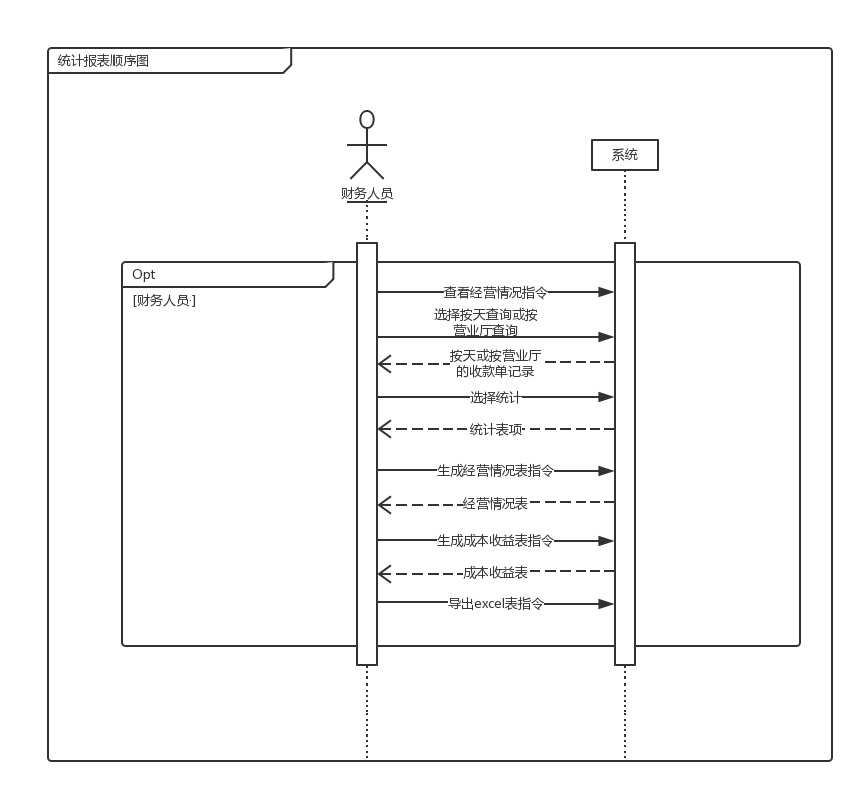 统计报表顺序图
财务人员
系统
Opt
[财务人员:]
查看经营情况指令
选择按天查询或按
营业厅查询
按天或按营业厅
的收款单记录
选择统计
统计表项
生成经营情况表指令
经营情况表
生成成本收益表指令
成本收益表
导出excel表指令